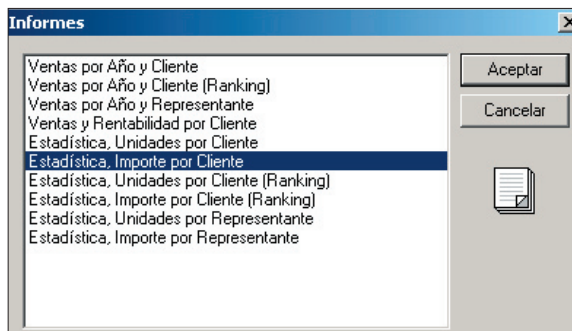 Informes
Ventas por Año y Cliente
Ventas por Año y Cliente (Ranking)
Ventas por Año y Representante
Ventas y Rentabilidad por Cliente
Estadística, Unidades por Cliente
Estadística, Importe por Cliente
Estadística, Unidades por Cliente (Ranking)
Estadística, Importe por Cliente (Ranking)
Estadística, Unidades por Representante
Estadística, Importe por Representante
Aceptar
Cancelar